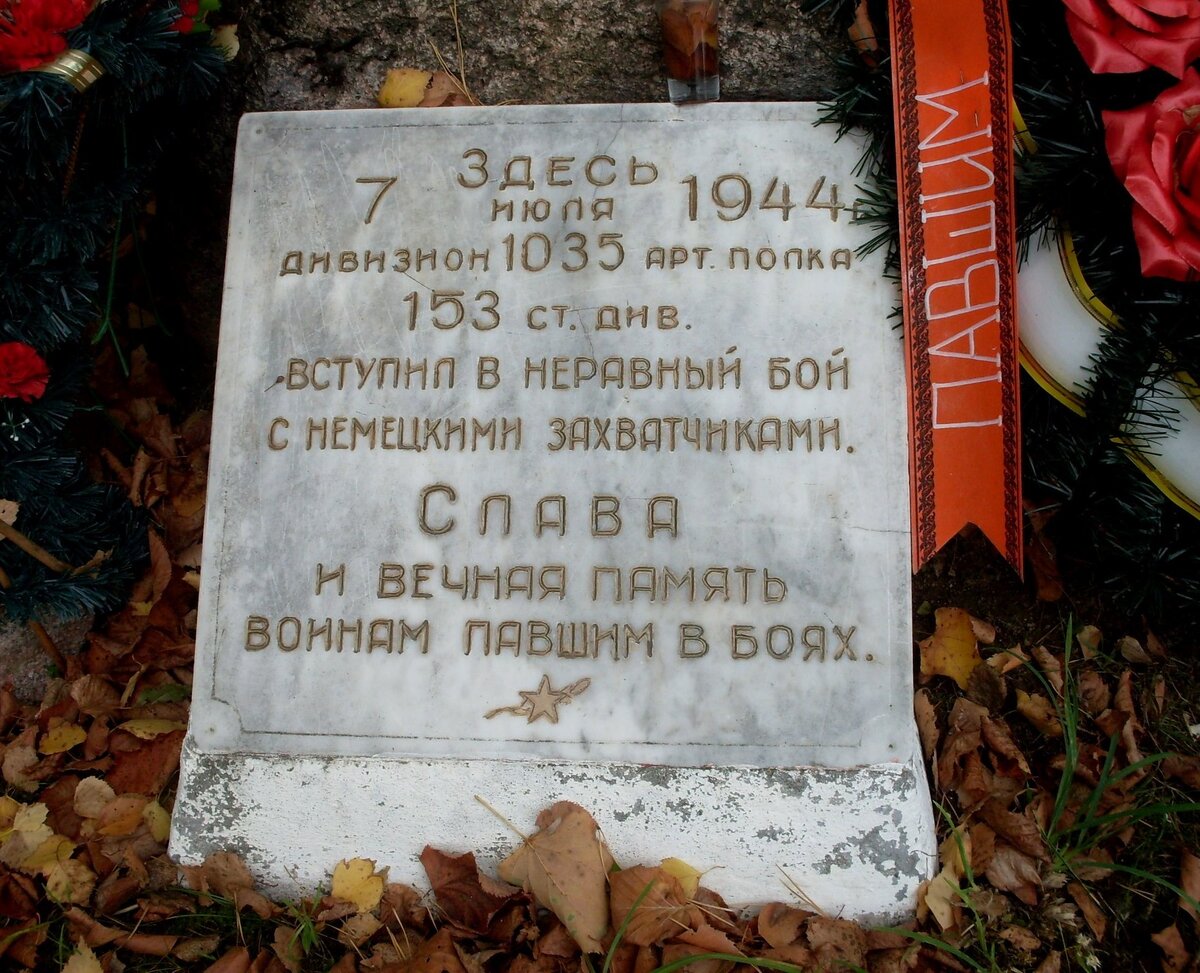 Здесь
7 июля 1944г.
дивизион 1035 арт. полка
153 ст. див.
вступил в неравный бой
с немецкими захватчиками.
Слава
и вечная память
воинам павшим в боях.
ПАВШИМ